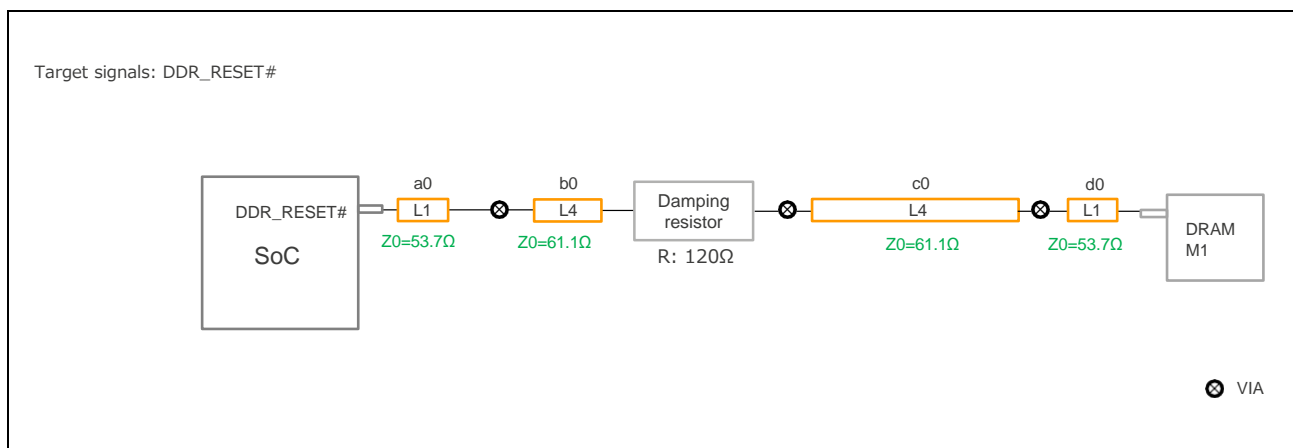 Target signals: DDR_RESET#
a0
b0
c0
d0
DDR_RESET#
SoC
L1
L4
Damping
resistor
L4
L1
DRAM
M1
Z0=53.7Ω
Z0=61.1Ω
R: 120Ω
Z0=61.1Ω
Z0=53.7Ω
VIA